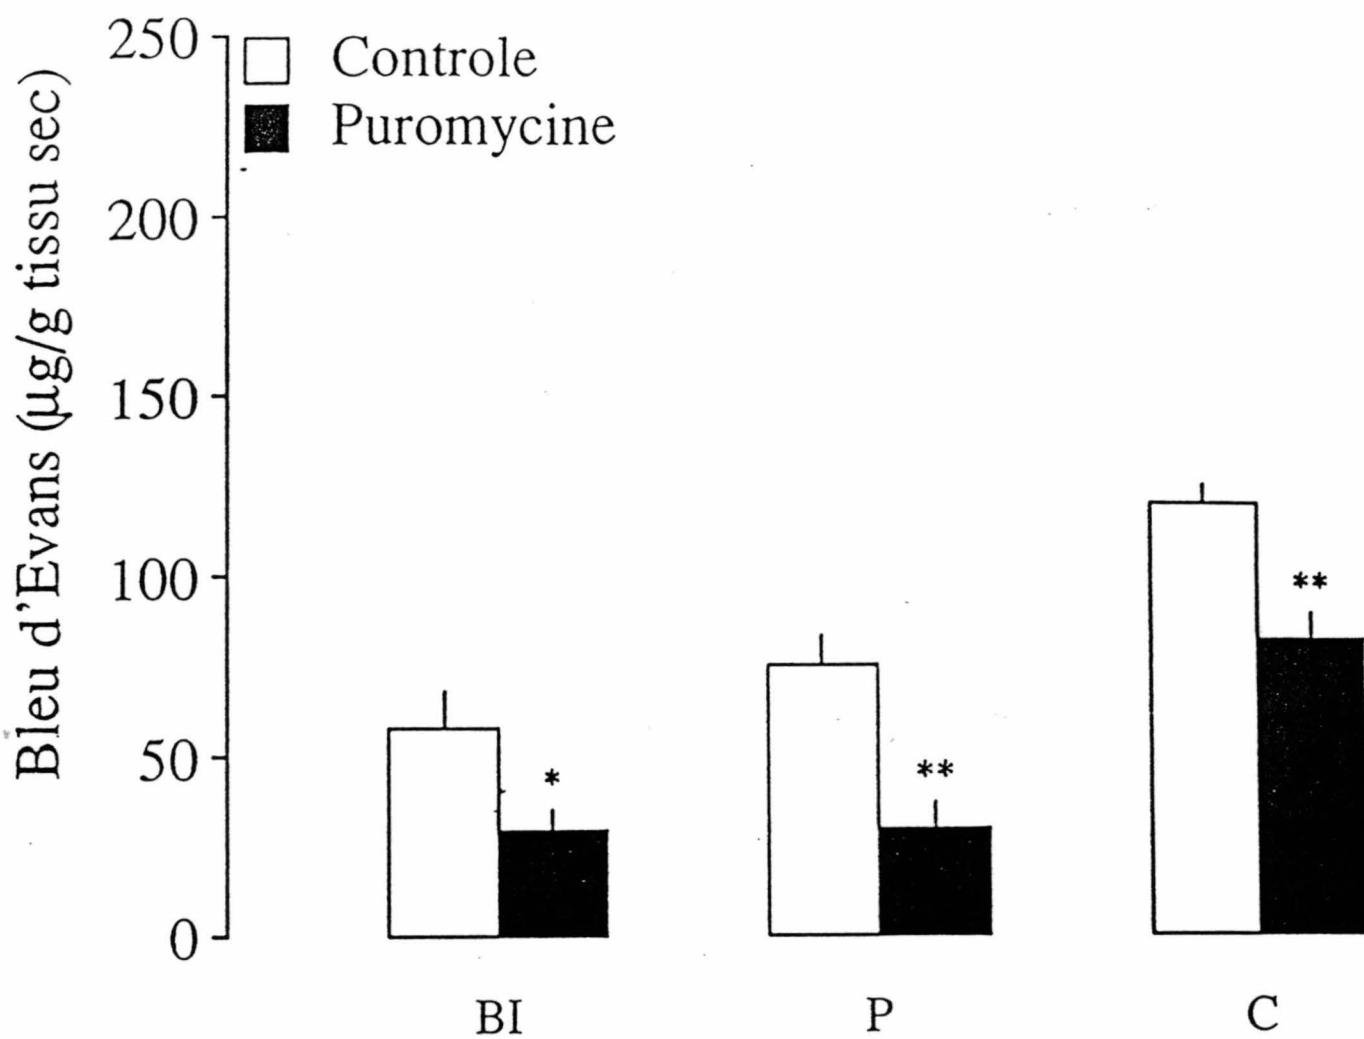 Bleu d'Evans (µg/g tissu sec)
250
200
150
100
50
0
Controle
Puromycine
*
**
**
BI
P
C